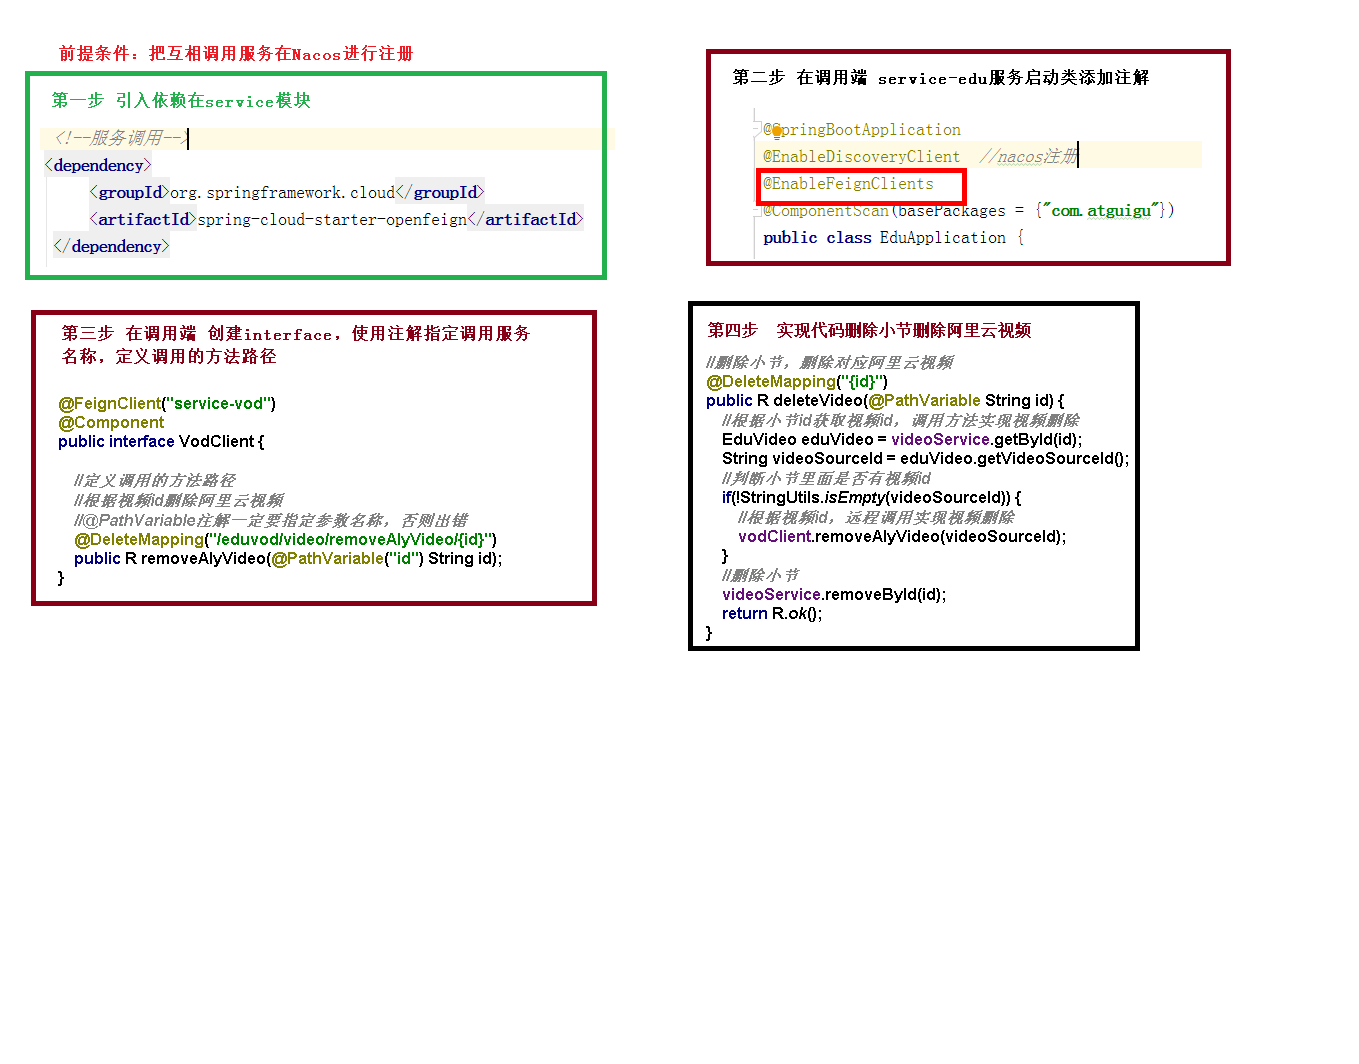 前提条件：把互相调用服务在Nacos进行注册
第一步 引入依赖在service模块
<!--服务调用-->
<dependency>
<groupId>org.springframework.cloud</groupId>
<artifactId>spring-cloud-starter-openfeign</artifactId>
</dependency>
第二步 在调用端 service-edu服务启动类添加注解
@SpringBootApplication
@EnableDiscoveryClient //nacos注册
@EnableFeignClients
@ComponentScan(basePackages = {"com.atguigu"})
public class EduApplication {
第三步 在调用端 创建interface，使用注解指定调用服务
名称，定义调用的方法路径
@FeignClient("service-vod")
@Component
public interface VodClient {
//定义调用的方法路径
//根据视频id删除阿里云视频
//@PathVariable注解一定要指定参数名称，否则出错
@DeleteMapping("/eduvod/video/removeAlyVideo/{id}")
public R removeAlyVideo(@PathVariable("id") String id);
}
第四步 实现代码删除小节删除阿里云视频
//删除小节，删除对应阿里云视频
@DeleteMapping("{id}")
public R deleteVideo(@PathVariable String id) {
//根据小节id获取视频id，调用方法实现视频删除
EduVideo eduVideo = videoService.getById(id);
String videoSourceId = eduVideo.getVideoSourceId();
//判断小节里面是否有视频id
if(!StringUtils.isEmpty(videoSourceId)) {
//根据视频id，远程调用实现视频删除
vodClient.removeAlyVideo(videoSourceId);
}
//删除小节
videoService.removeById(id);
return R.ok();
}